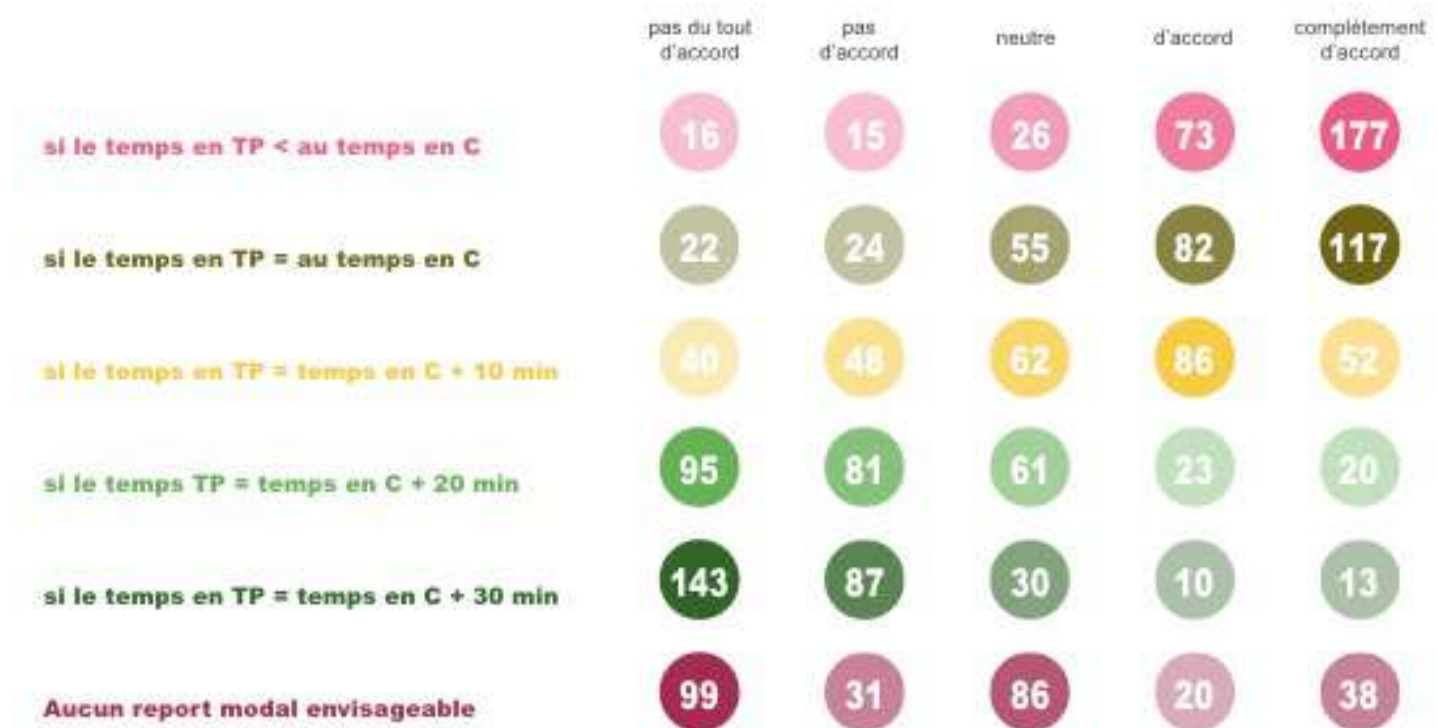 pas du tout
d'accord
pas
d'accord
neutre
d'accord
complètement
d'accord
si le temps en TP < au temps en C
16 15 26 73 177
si le temps en TP = au temps en C
22 24 55 82 117
si le temps en TP = temps en C + 10 min
40 48 62 86 52
si le temps TP = temps en C + 20 min
95 81 61 23 20
si le temps en TP = temps en C + 30 min
143 87 30 10 13
Aucun report modal envisageable
99 31 86 20 38